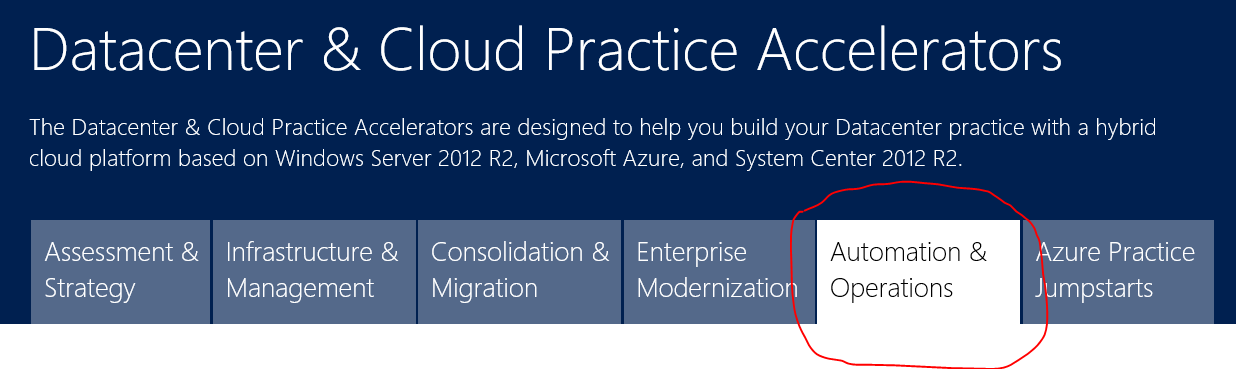 Datacenter & Cloud Practice Accelerators
The Datacenter & Cloud Practice Accelerators are designed to help you build your Datacenter practice with a hybrid
cloud platform based on Windows Server 2012 R2, Microsoft Azure, and System Center 2012 R2.
Assessment &
Strategy
Infrastructure &
Management
Consolidation &
Migration
Enterprise
Modernization
Automation &
Operations
Azure Practice
Jumpstarts